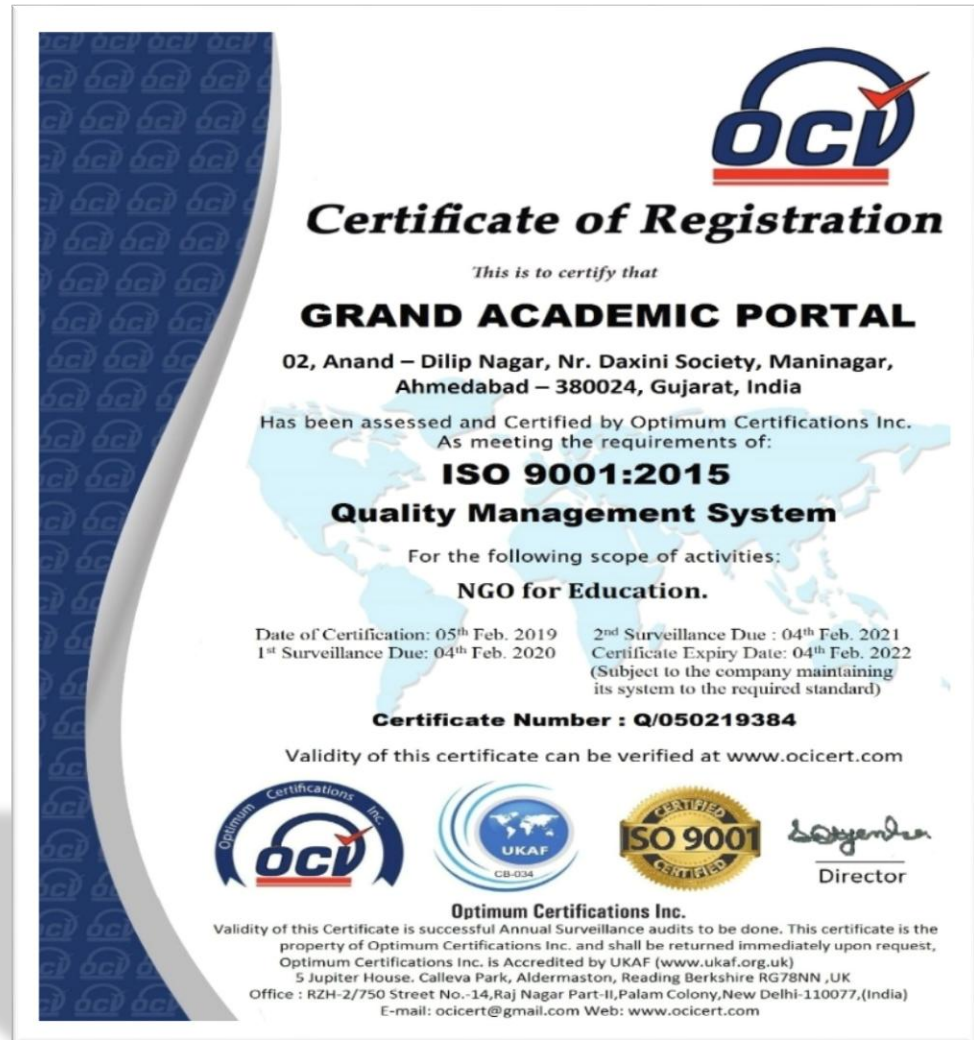 OCI
Certificate of Registration
This is to certify that
GRAND ACADEMIC PORTAL
02, Anand – Dilip Nagar, Nr. Daxini Society, Maninagar,
Ahmedabad – 380024, Gujarat, India
Has been assessed and Certified by Optimum Certifications Inc.
As meeting the requirements of:
ISO 9001:2015
Quality Management System
For the following scope of activities:
NGO for Education.
Date of Certification: 05th Feb. 2019
1st Surveillance Due: 04th Feb. 2020
2nd Surveillance Due : 04th Feb. 2021
Certificate Expiry Date: 04th Feb. 2022
(Subject to the company maintaining
its system to the required standard)
Certificate Number : Q/050219384
Validity of this certificate can be verified at www.ocicert.com
Optimum Certifications Inc.
OCI
UKAF
CB-034
CERTIFIED
ISO 9001
CERTIFIED
Satyendra
Director
Optimum Certifications Inc.
Validity of this Certificate is successful Annual Surveillance audits to be done. This certificate is the
property of Optimum Certifications Inc. and shall be returned immediately upon request,
Optimum Certifications Inc. is Accredited by UKAF (www.ukaf.org.uk)
5 Jupiter House. Calleva Park, Aldermaston, Reading Berkshire RG78NN ,UK
Office : RZH-2/750 Street No.-14,Raj Nagar Part-II,Palam Colony,New Delhi-110077,(India)
E-mail: ocicert@gmail.com Web: www.ocicert.com